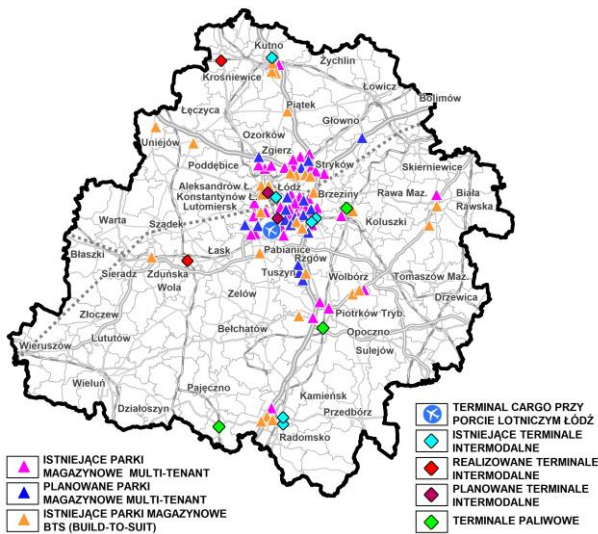 Kutno
Żychlin
Krośniewice
Łowicz
Bolimów
Piątek
Łęczyca
Głowno
Ozorków
Uniejów
Zgierz
Stryków
Skierniewice
Poddębice
Aleksandrów Ł.
Łódź
Brzeziny
Rawa Maz.
Biała
Rawska
Konstantynów Ł.
Lutomiersk
Warta
Szadek
Koluszki
Błaszki
Łask
Pabianice
Rzgów
Sieradz
Zduńska
Wola
Tuszyn
Wolbórz
Tomaszów Maz.
Zelów
Drzewica
Złoczew
Piotrków Tryb.
Bełchatów
Opoczno
Lututów
Wieruszów
Sulejów
Wieluń
Pajęczno
Kamieńsk
Działoszyn
Przedbórz
Radomsko
ISTNIEJĄCE PARKI
MAGAZYNOWE MULTI-TENANT
PLANOWANE PARKI
MAGAZYNOWE MULTI-TENANT
ISTNIEJĄCE PARKI MAGAZYNOWE
BTS (BUILD-TO-SUIT)
TERMINAL CARGO PRZY
PORCIE LOTNICZYM ŁÓDŹ
ISTNIEJĄCE TERMINALE
INTERMODALNE
REALIZOWANE TERMINALE
INTERMODALNE
PLANOWANE TERMINALE
INTERMODALNE
TERMINALE PALIWOWE